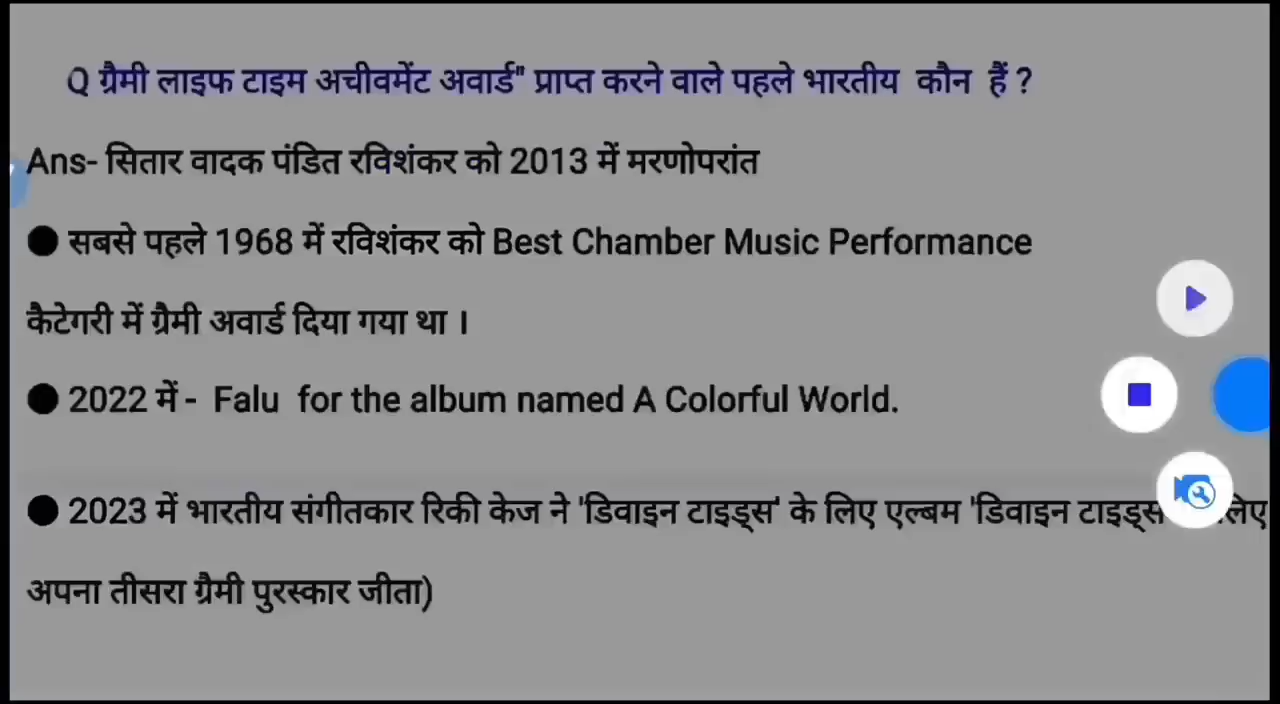 Q ग्रैमी लाइफ टाइम अचीवमेंट अवार्ड" प्राप्त करने वाले पहले भारतीय कौन हैं ?
Ans- सितार वादक पंडित रविशंकर को 2013 में मरणोपरांत
● सबसे पहले 1968 में रविशंकर को Best Chamber Music Performance
कैटेगरी में ग्रैमी अवार्ड दिया गया था ।
● 2022 में - Falu for the album named A Colorful World.
● 2023 में भारतीय संगीतकार रिकी केज ने 'डिवाइन टाइड्स' के लिए एल्बम 'डिवाइन टाइड्स लिए
अपना तीसरा ग्रैमी पुरस्कार जीता)